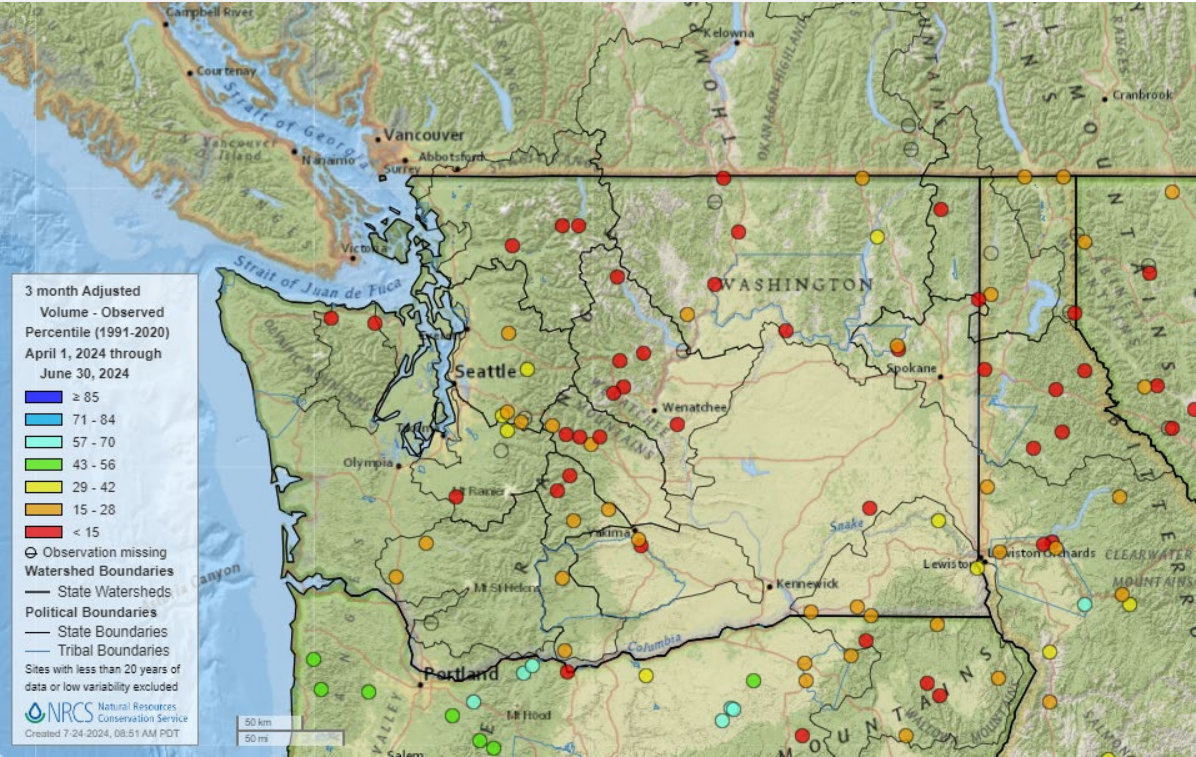 Campbell River
Kelowna
Courtenay
Cranbrook
OKANAGAN HIGHLAND
Strait of Georgia
Vancouver
Vancouver
Island
Nanaimo
Abbotsford
Surrey
Victoria
Strait of Juan de Fuca
WASHINGTON
Seattle
Spokane
Wenatchee
Olympia
Mt Rainier
Snake
Yakima
Lewiston Orchards
Lewiston
CLEARWATER
MOUNTAINS
Canyon
Mt St Helens
Kennewick
Columbia
Portland
Mt Hood
VALLEY
SALMON
Salem
3 month Adjusted
Volume - Observed
Percentile (1991-2020)
April 1, 2024 through
June 30, 2024
≥ 85
71 - 84
57 - 70
43 - 56
29 - 42
15 - 28
< 15
Observation missing
Watershed Boundaries
State Watersheds
Political Boundaries
State Boundaries
Tribal Boundaries
Sites with less than 20 years of
data or low variability excluded
NRCS Natural Resources
Conservation Service
Created 7-24-2024, 08:51 AM PDT
50 km
50 mi